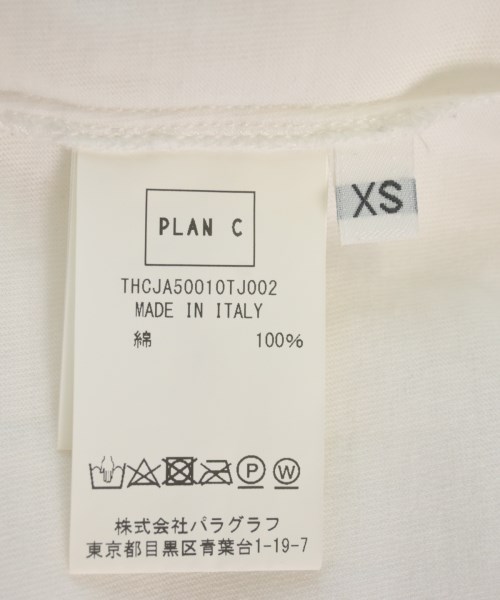 PLAN C
XS
THCJA50010TJ002
MADE IN ITALY
綿 100%
P W
株式会社パラグラフ
東京都目黒区青葉台1-19-7